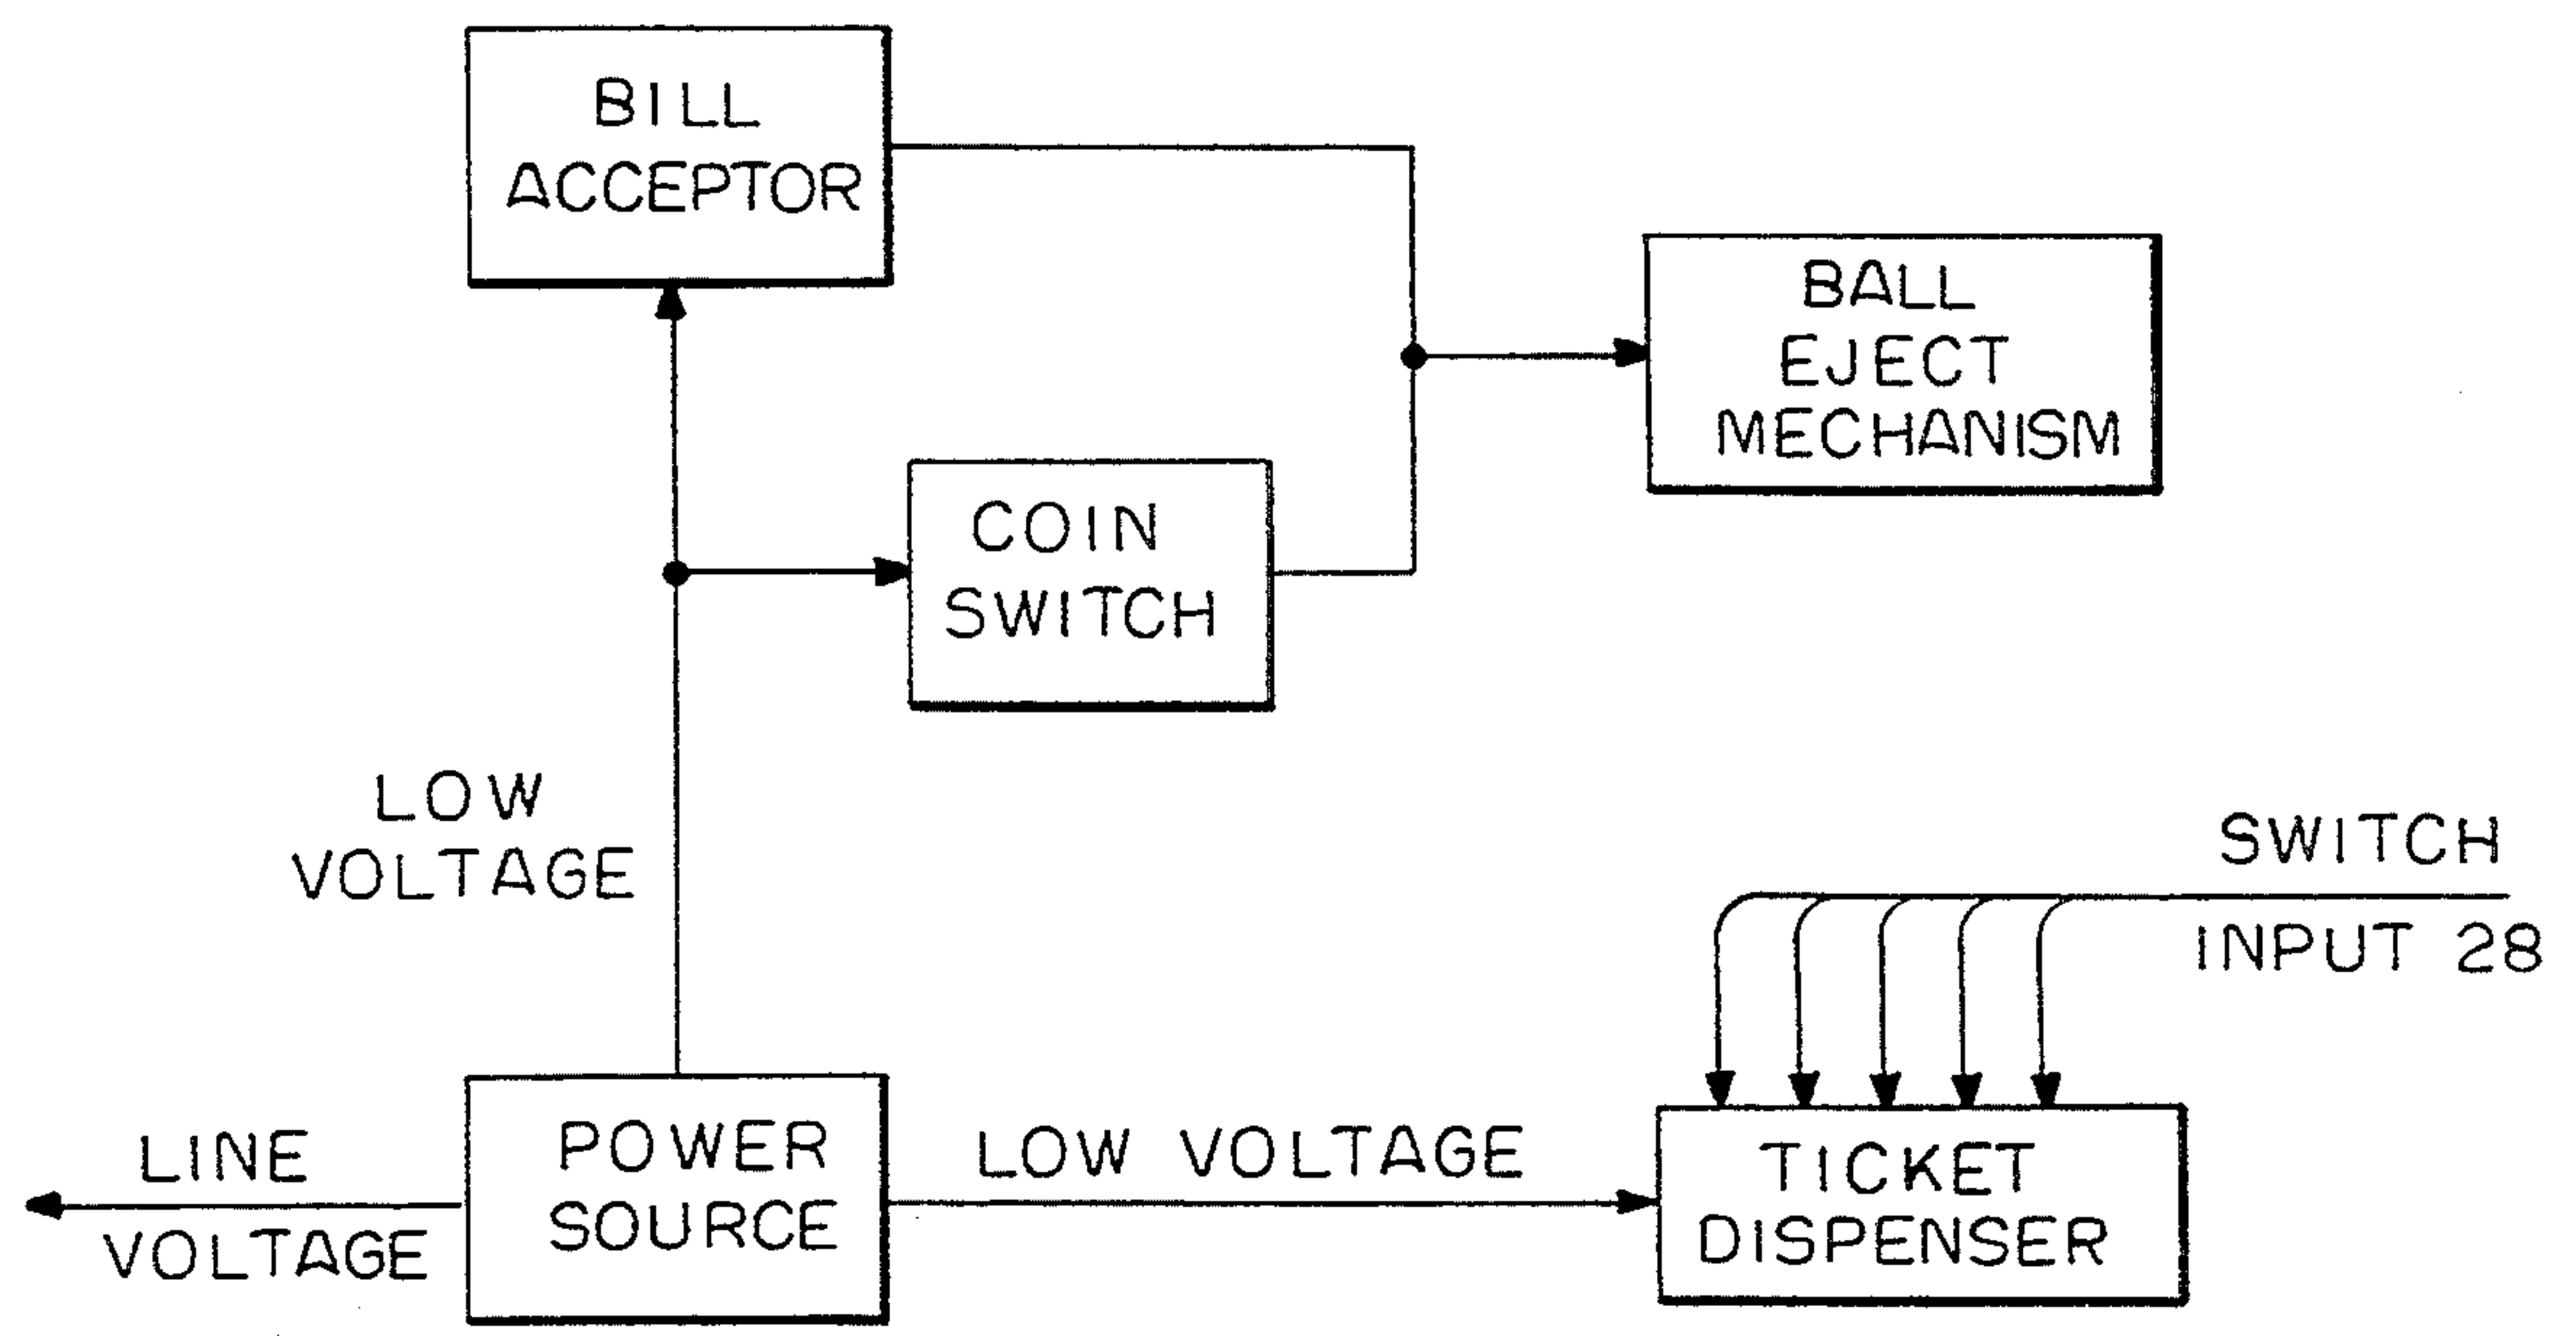 BILL
ACCEPTOR
BALL
EJECT
MECHANISM
COIN
SWITCH
LOW
VOLTAGE
SWITCH
INPUT 28
LINE
VOLTAGE
POWER
SOURCE
LOW VOLTAGE
TICKET
DISPENSER